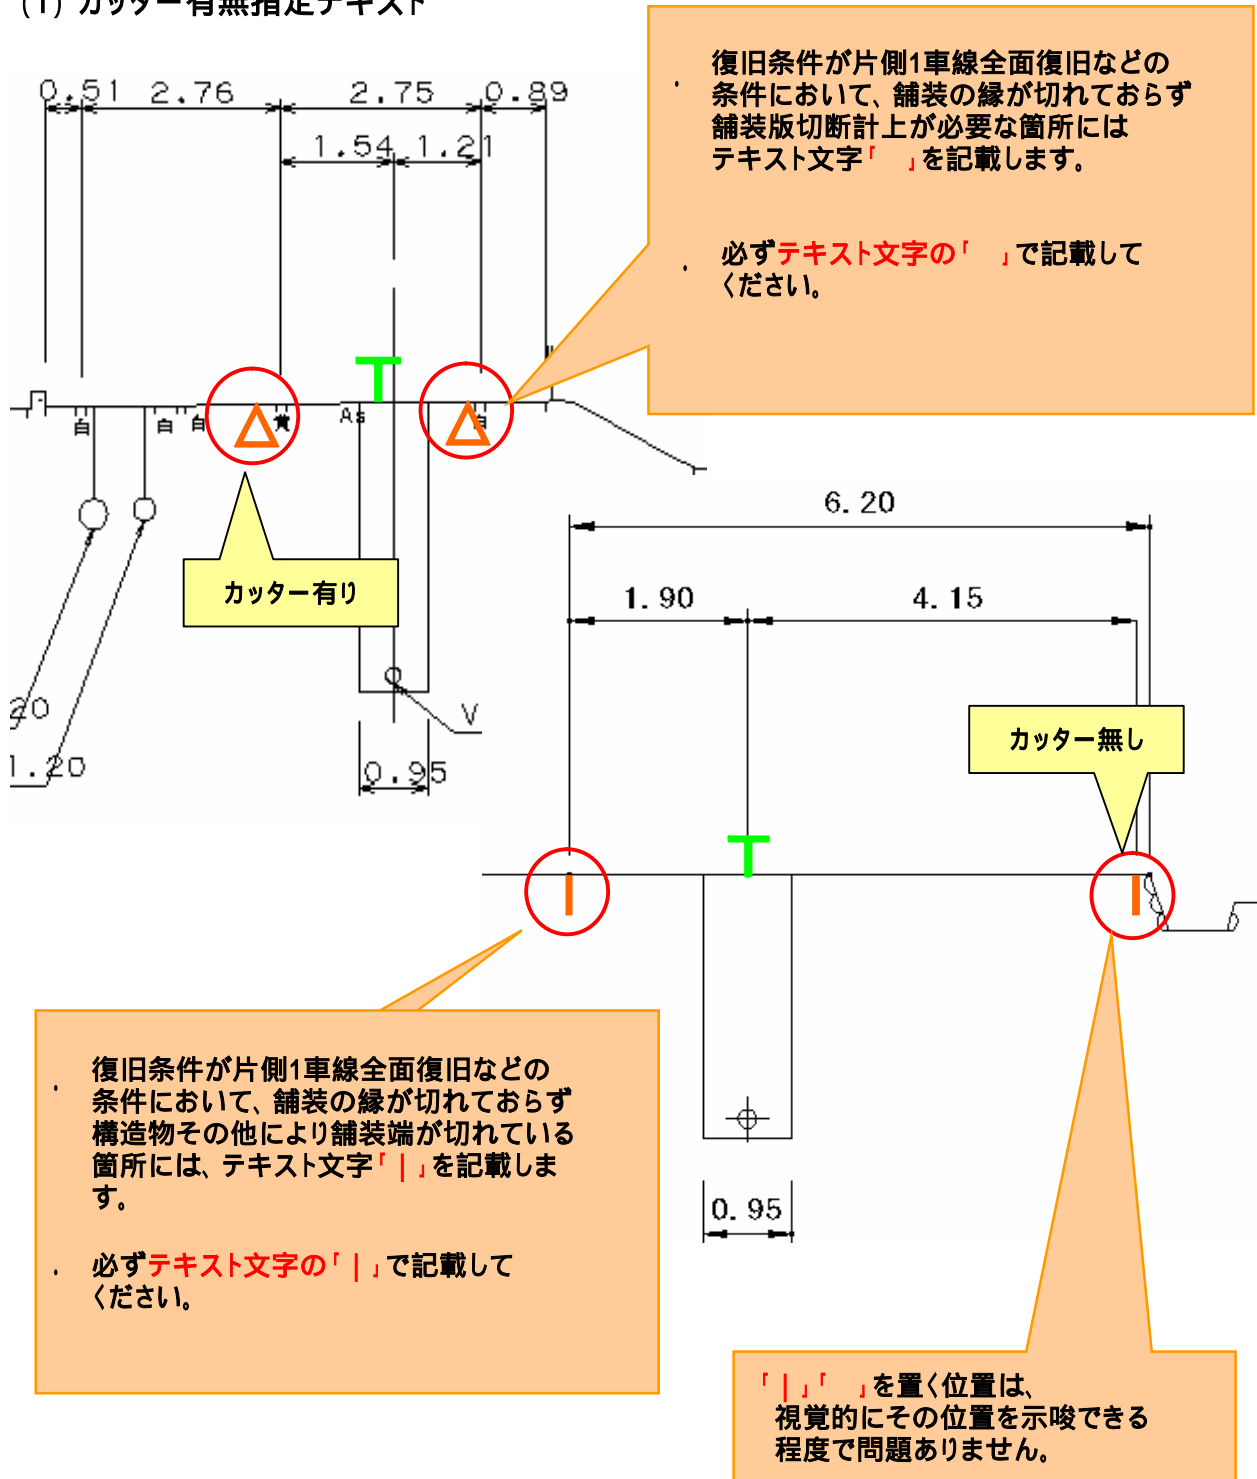 (1) カッター有無指定テキスト
復旧条件が片側1車線全面復旧などの
条件において、舗装の縁が切れておらず
舗装版切断計上が必要な箇所には
テキスト文字「　」を記載します。
必ずテキスト文字の「　」で記載して
ください。
0.51 2.76 2.75 0.89
1.54 1.21
T
白 白 白 △ 黄 As △ 白
カッター有り
20
1.20
V
0.95
6.20
1.90 4.15
カッター無し
T
| |
0.95
復旧条件が片側1車線全面復旧などの
条件において、舗装の縁が切れておらず
構造物その他により舗装端が切れている
箇所には、テキスト文字「｜」を記載しま
す。
必ずテキスト文字の「｜」で記載して
ください。
「｜」「　」を置く位置は、
視覚的にその位置を示唆できる
程度で問題ありません。